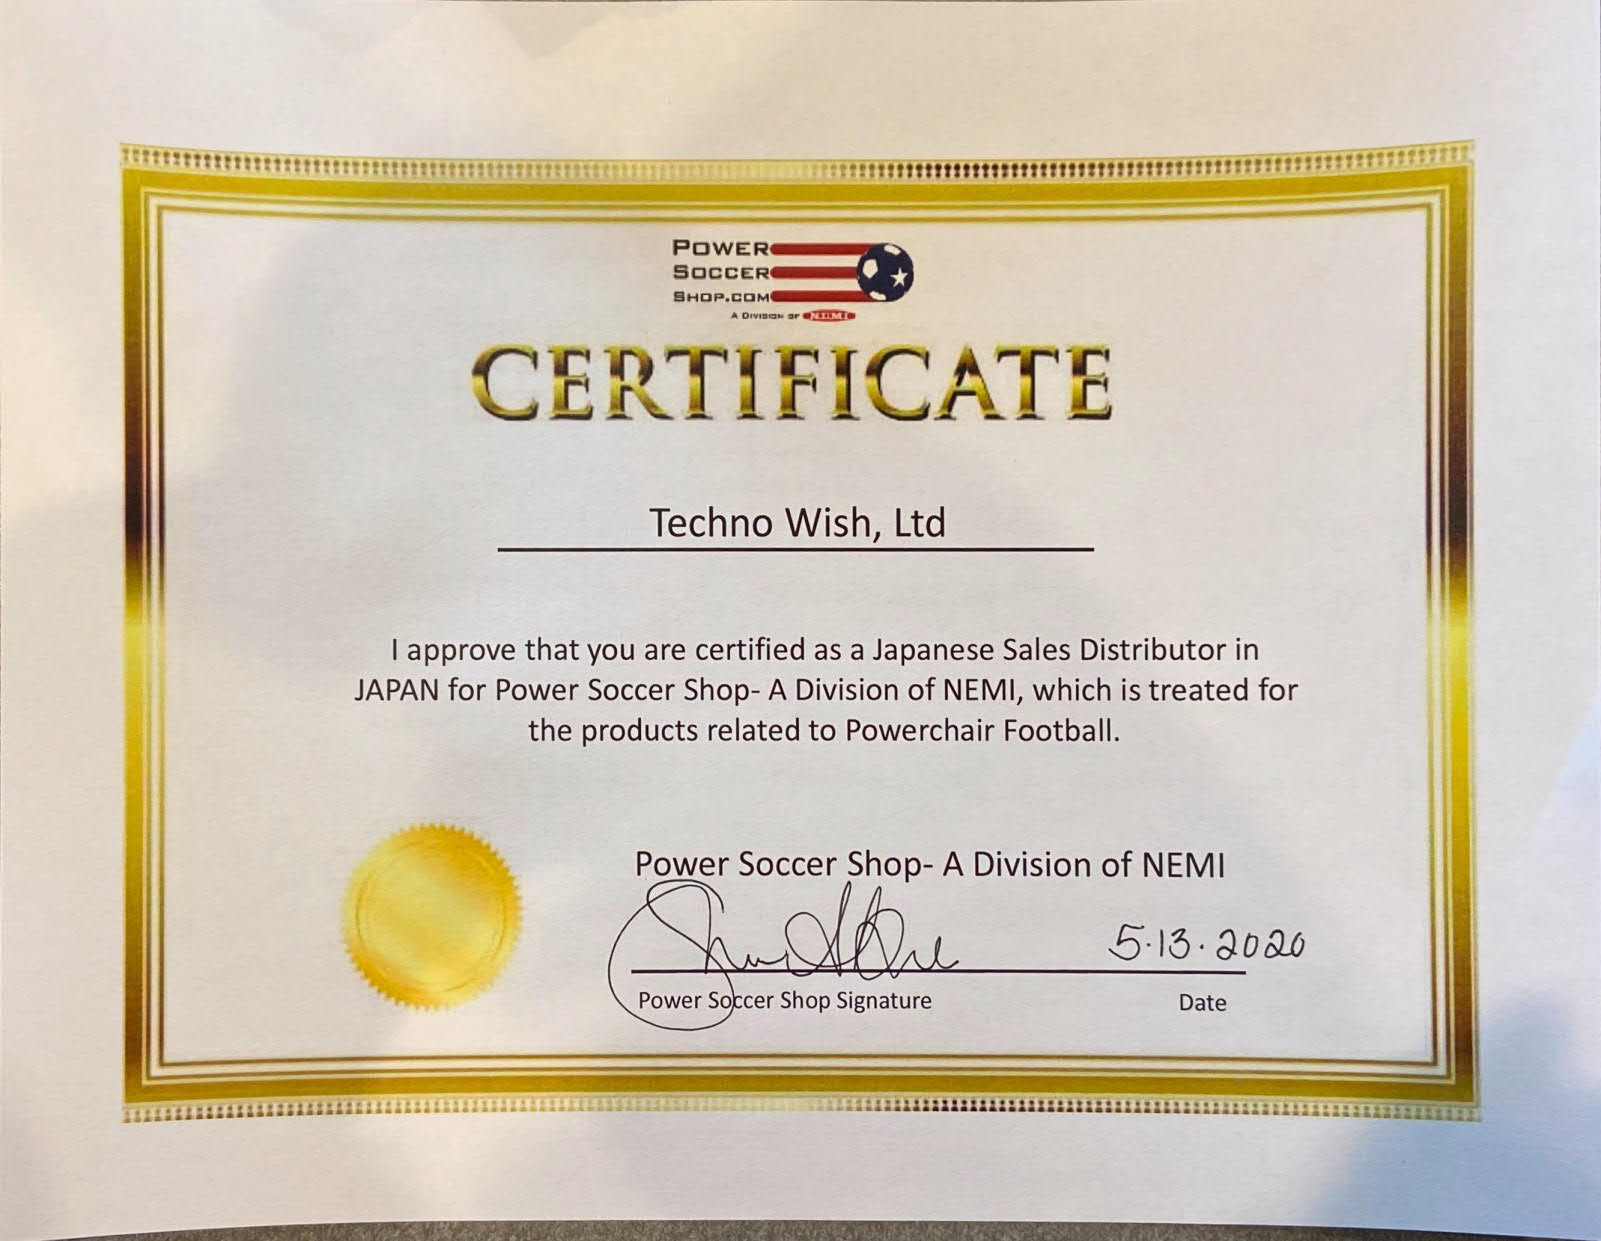 POWER
SOCCER
SHOP.COM
A DIVISION OF NEMI
CERTIFICATE
Techno Wish, Ltd
I approve that you are certified as a Japanese Sales Distributor in
JAPAN for Power Soccer Shop- A Division of NEMI, which is treated for
the products related to Powerchair Football.
Power Soccer Shop- A Division of NEMI
5.13.2020
Power Soccer Shop Signature
Date